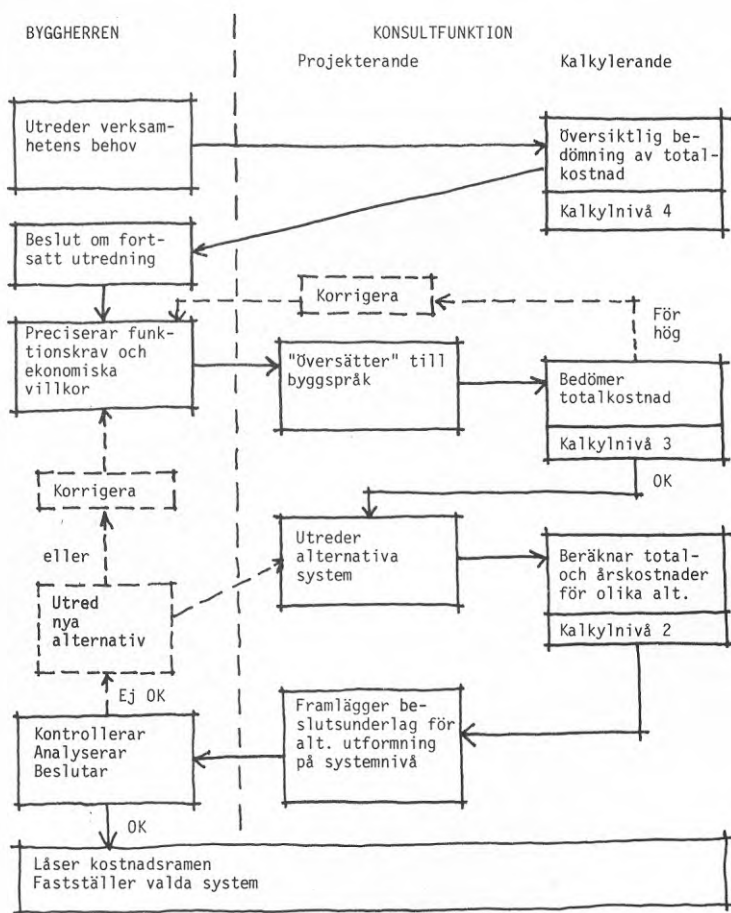 BYGGHERREN
KONSULTFUNKTION
Projekterande
Kalkylerande
Utreder verksam-
hetens behov
Översiktlig be-
dömning av total-
kostnad
Kalkylnivå 4
Beslut om fort-
satt utredning
Korrigera
För
hög
Preciserar funk-
tionskrav och
ekonomiska
villkor
"Översätter" till
byggspråk
Bedömer
totalkostnad
Kalkylnivå 3
OK
Korrigera
eller
Utreder
alternativa
system
Beräknar total-
och årskostnader
för olika alt.
Kalkylnivå 2
Utred
nya
alternativ
Ej OK
Framlägger be-
slutsunderlag för
alt. utformning
på systemnivå
Kontrollerar
Analyserar
Beslutar
OK
Låser kostnadsramen
Fastställer valda system